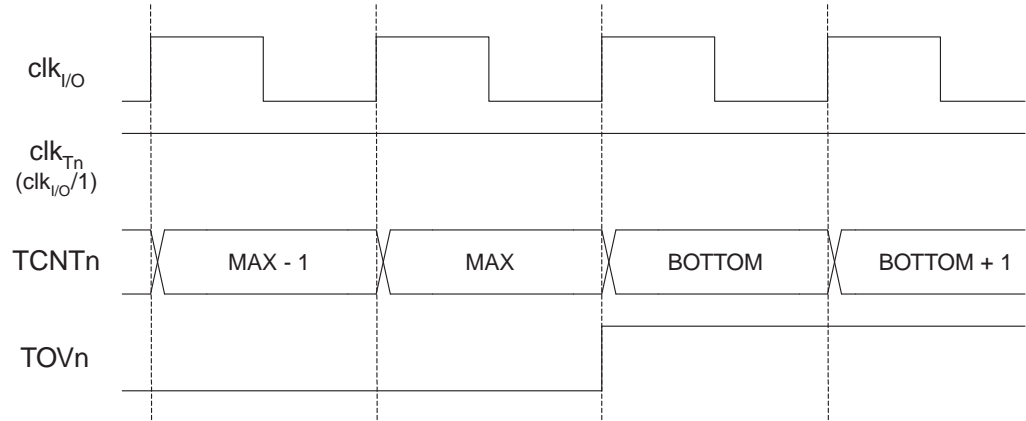 clkI/O
clkTn
(clkI/O/1)
TCNTn MAX - 1 MAX BOTTOM BOTTOM + 1
TOVn